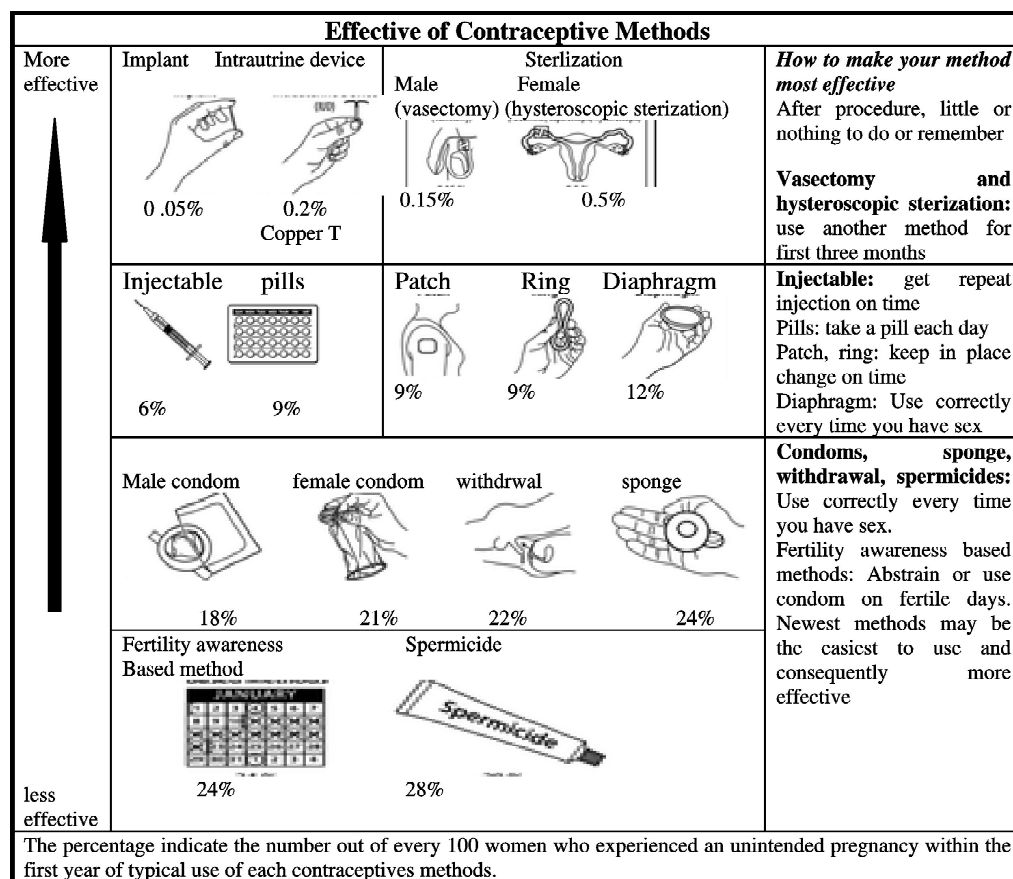 Effective of Contraceptive Methods
More
effective
Implant Intrautrine device
0 .05% 0.2%
Copper T
Sterlization
Male Female
(vasectomy) (hysteroscopic sterization)
0.15% 0.5%
How to make your method
most effective
After procedure, little or
nothing to do or remember
Vasectomy and
hysteroscopic sterization:
use another method for
first three months
Injectable pills
6% 9%
Patch Ring Diaphragm
9% 9% 12%
Injectable: get repeat
injection on time
Pills: take a pill each day
Patch, ring: keep in place
change on time
Diaphragm: Use correctly
every time you have sex
Male condom female condom withdrwal sponge
18% 21% 22% 24%
Condoms, sponge,
withdrawal, spermicides:
Use correctly every time
you have sex.
Fertility awareness based
methods: Abstrain or use
condom on fertile days.
Newest methods may be
the easiest to use and
consequently more
effective
Fertility awareness Spermicide
Based method
JANUARY
Spermicide
24% 28%
less
effective
The percentage indicate the number out of every 100 women who experienced an unintended pregnancy within the
first year of typical use of each contraceptives methods.